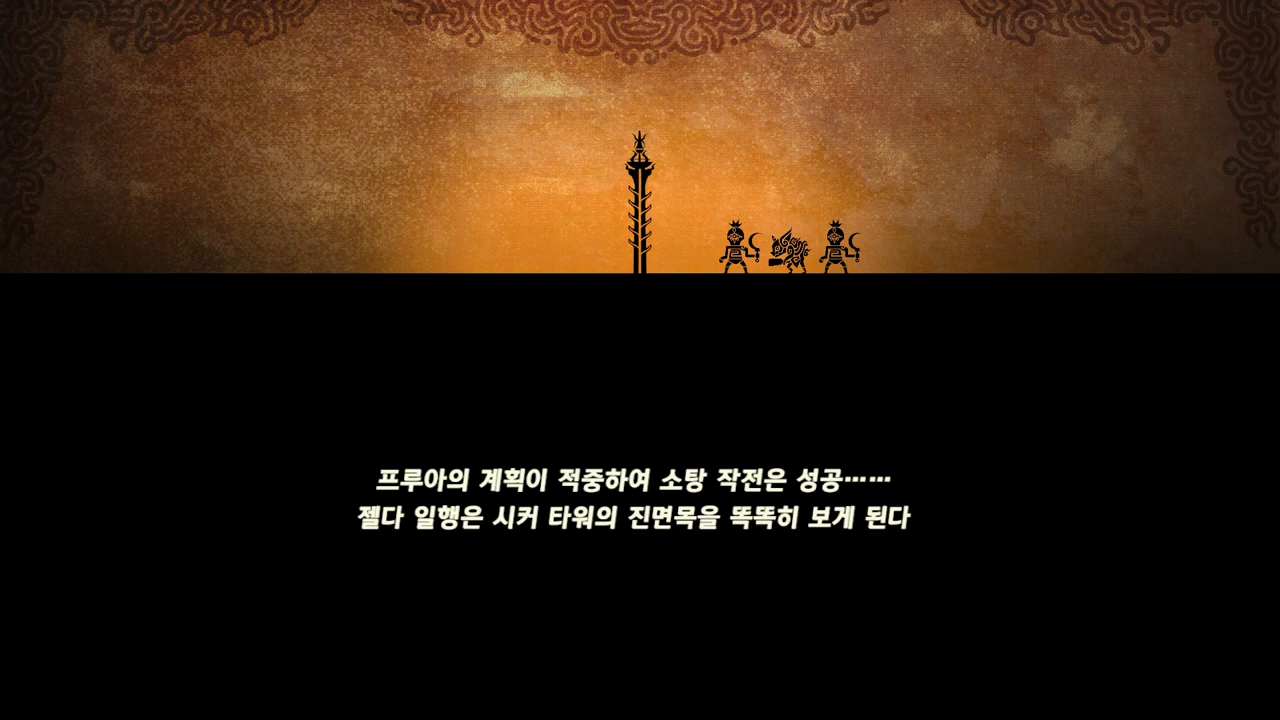 프루아의 계획이 적중하여 소탕 작전은 성공……
젤다 일행은 시커 타워의 진면목을 똑똑히 보게 된다